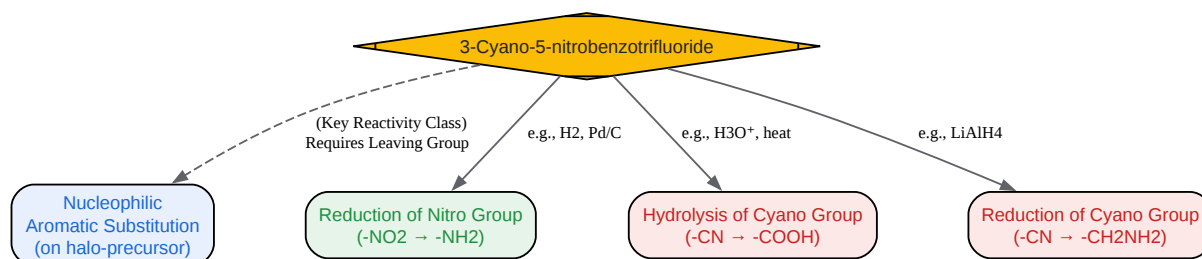 3-Cyano-5-nitrobenzotrifluoride
(Key Reactivity Class)
Requires Leaving Group
e.g., H2, Pd/C
e.g., H3O⁺, heat
e.g., LiAlH4
Nucleophilic
Aromatic Substitution
(on halo-precursor)
Reduction of Nitro Group
(-NO2 → -NH2)
Hydrolysis of Cyano Group
(-CN → -COOH)
Reduction of Cyano Group
(-CN → -CH2NH2)